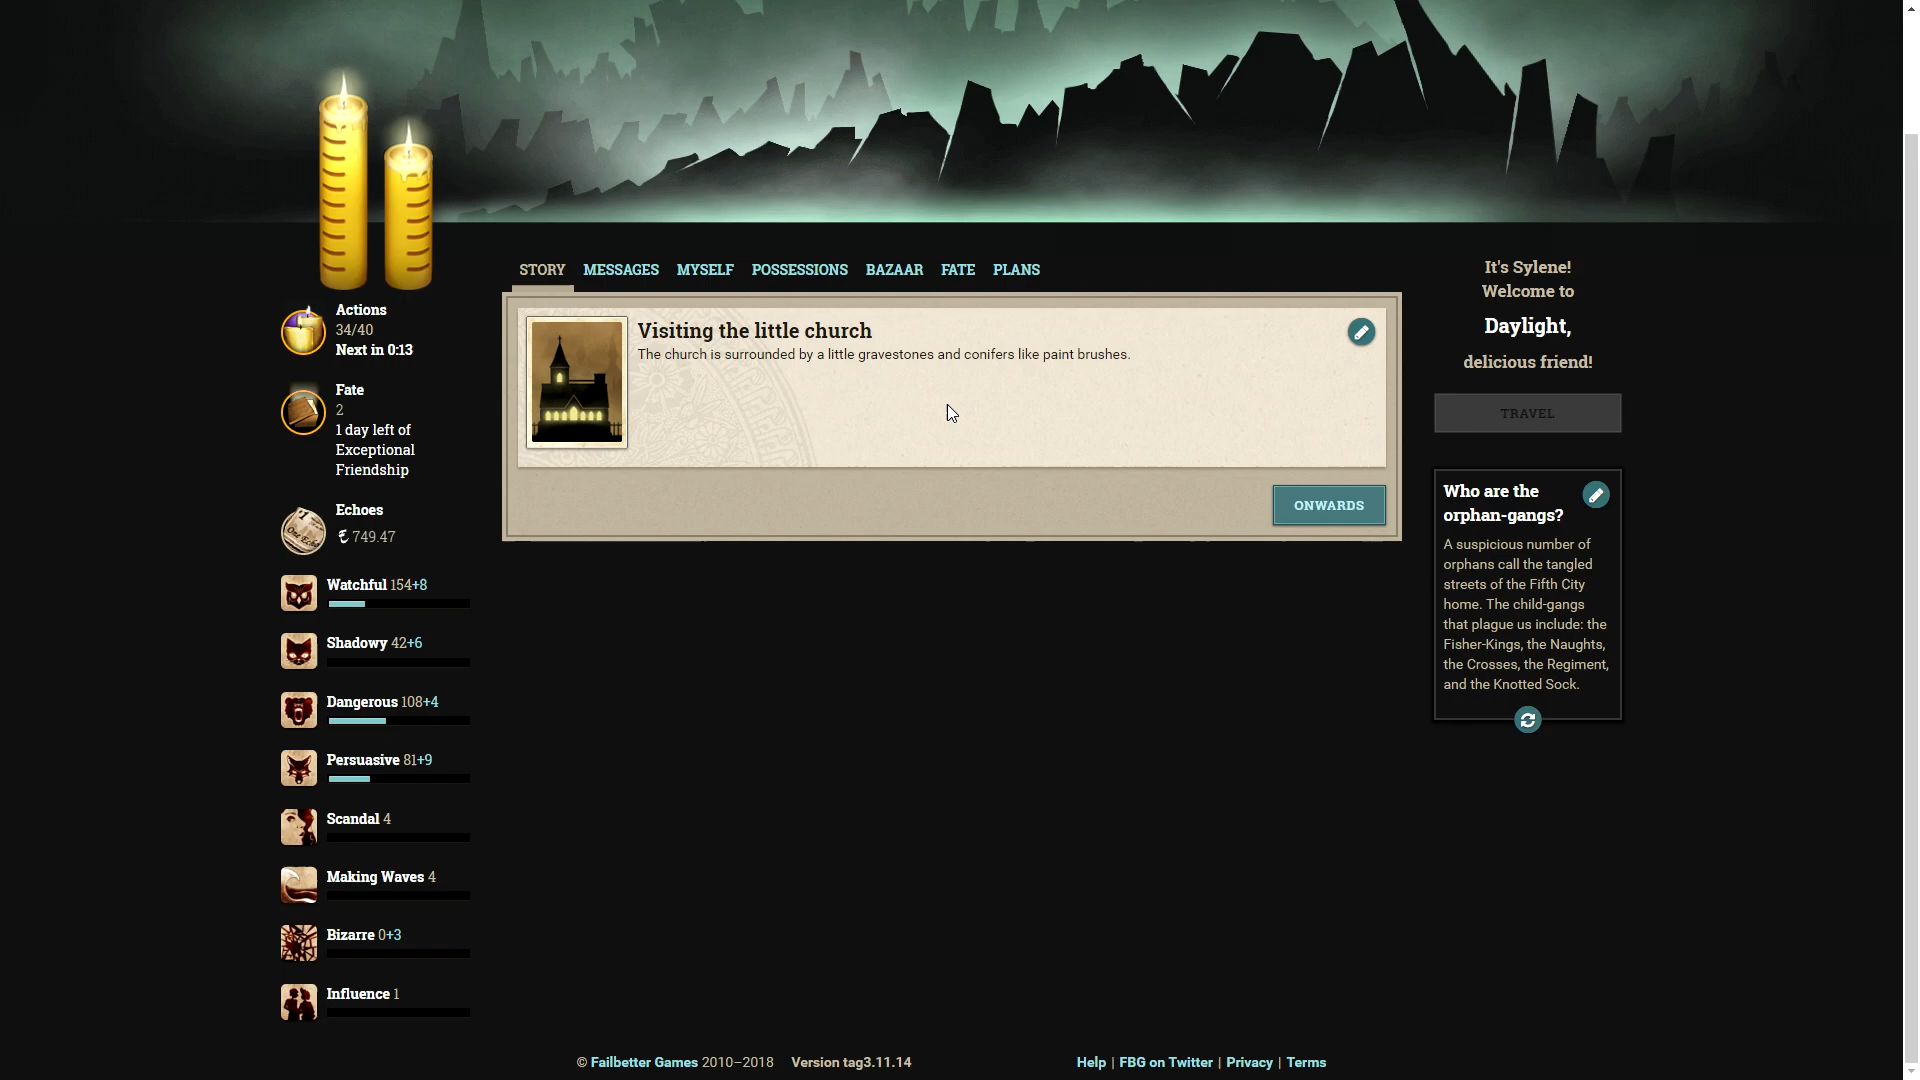 STORY MESSAGES MYSELF POSSESSIONS BAZAAR FATE PLANS
Actions
34/40
Next in 0:13
Fate
2
1 day left of
Exceptional
Friendship
Echoes
749.47
Watchful 154+8
Shadowy 42+6
Dangerous 108+4
Persuasive 81+9
Scandal 4
Making Waves 4
Bizarre 0+3
Influence 1
Visiting the little church
The church is surrounded by a little gravestones and conifers like paint brushes.
ONWARDS
It's Sylene!
Welcome to
Daylight,
delicious friend!
TRAVEL
Who are the
orphan-gangs?
A suspicious number of
orphans call the tangled
streets of the Fifth City
home. The child-gangs
that plague us include: the
Fisher-Kings, the Naughts,
the Crosses, the Regiment,
and the Knotted Sock.
© Failbetter Games 2010–2018 Version tag3.11.14
Help | FBG on Twitter | Privacy | Terms